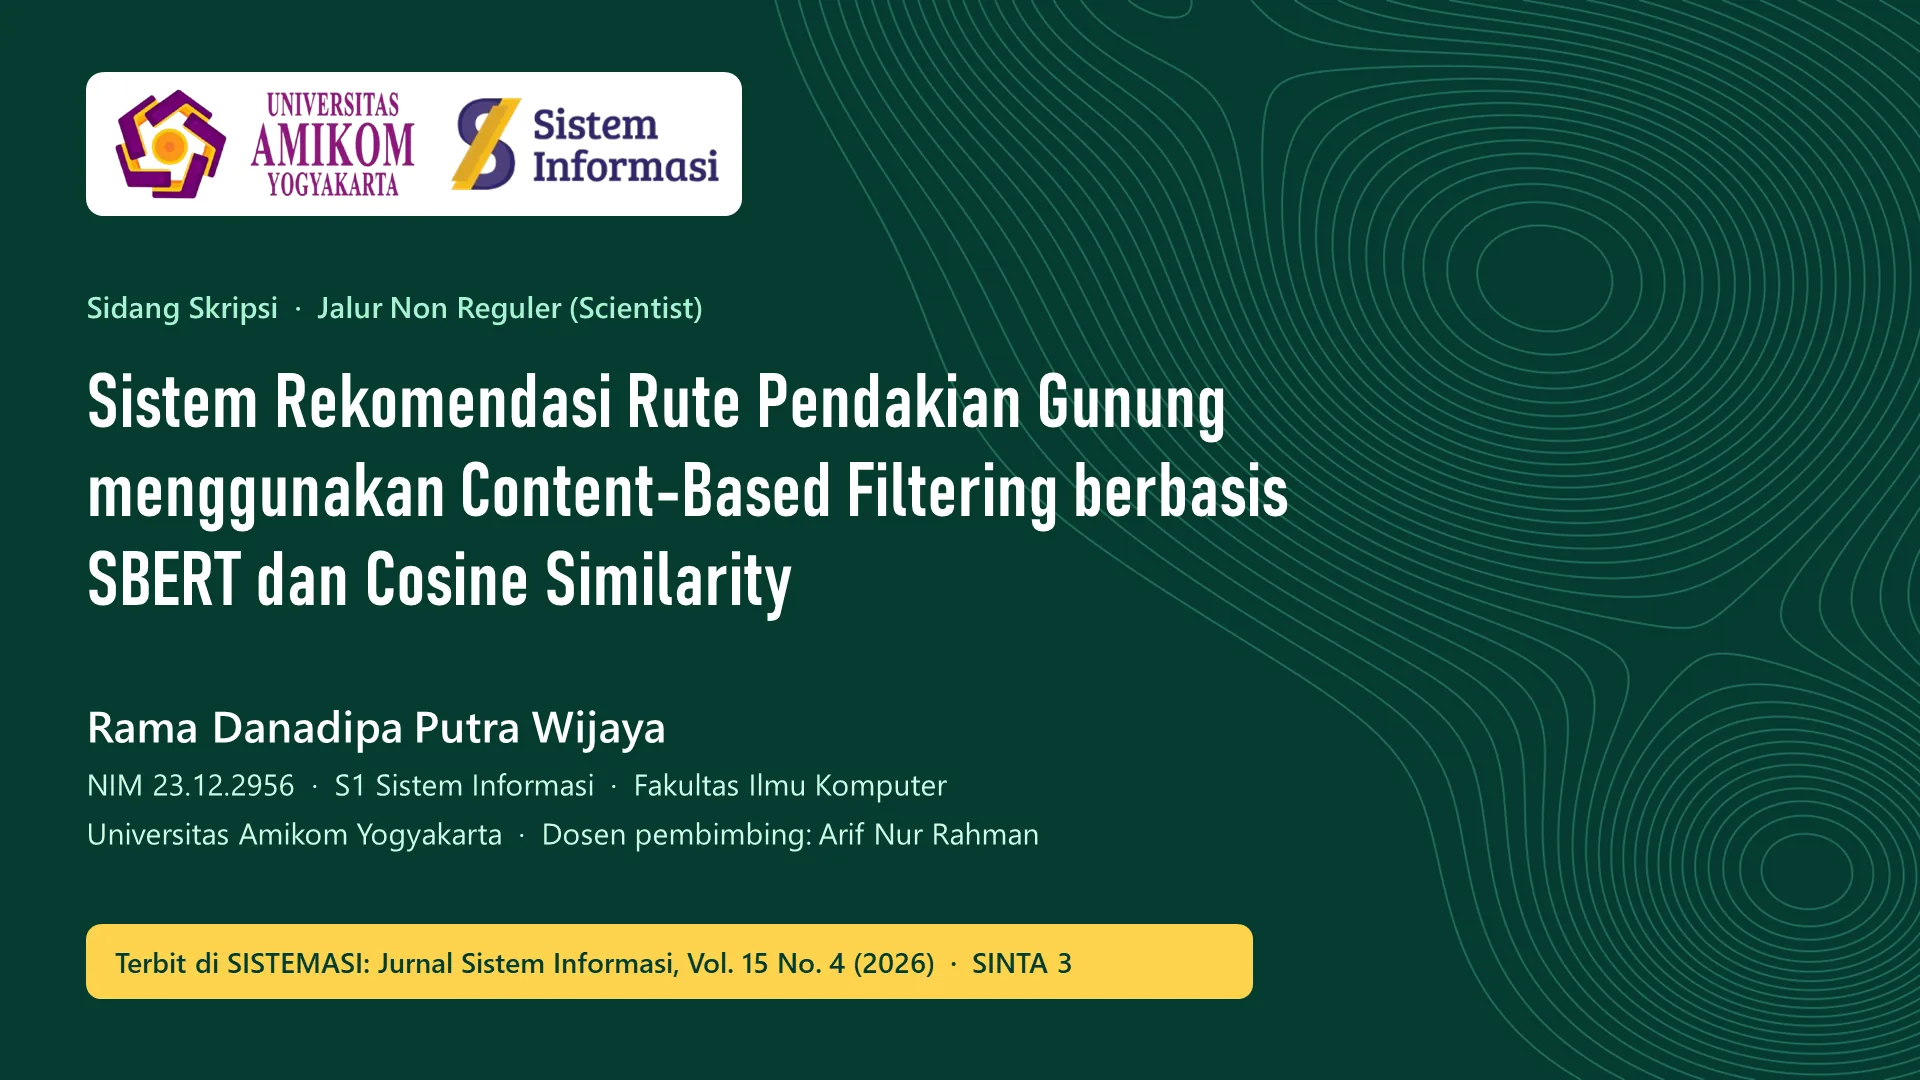 UNIVERSITAS
AMIKOM
YOGYAKARTA
Sistem
Informasi
Sidang Skripsi · Jalur Non Reguler (Scientist)
Sistem Rekomendasi Rute Pendakian Gunung
menggunakan Content-Based Filtering berbasis
SBERT dan Cosine Similarity
Rama Danadipa Putra Wijaya
NIM 23.12.2956 · S1 Sistem Informasi · Fakultas Ilmu Komputer
Universitas Amikom Yogyakarta · Dosen pembimbing: Arif Nur Rahman
Terbit di SISTEMASI: Jurnal Sistem Informasi, Vol. 15 No. 4 (2026) · SINTA 3